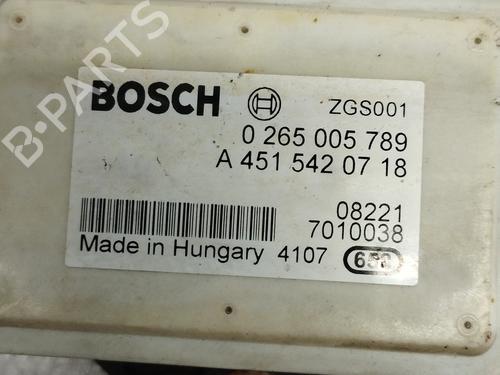 B-PARTS
BOSCH ZGS001
0 265 005 789
A 451 542 07 18
08221
7010038
Made in Hungary 4107